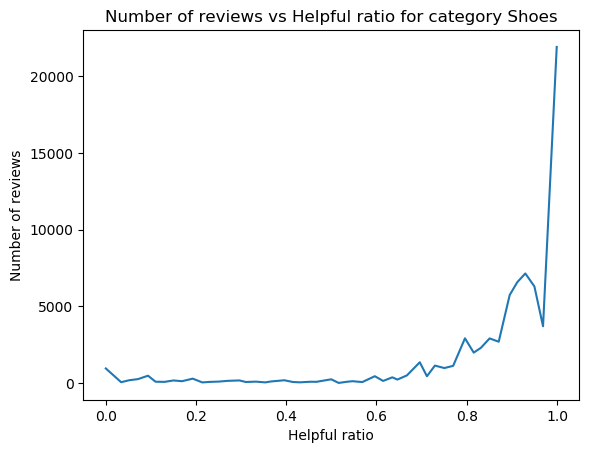 Number of reviews vs Helpful ratio for category Shoes
Number of reviews
20000
15000
10000
5000
0
0.0 0.2 0.4 0.6 0.8 1.0
Helpful ratio